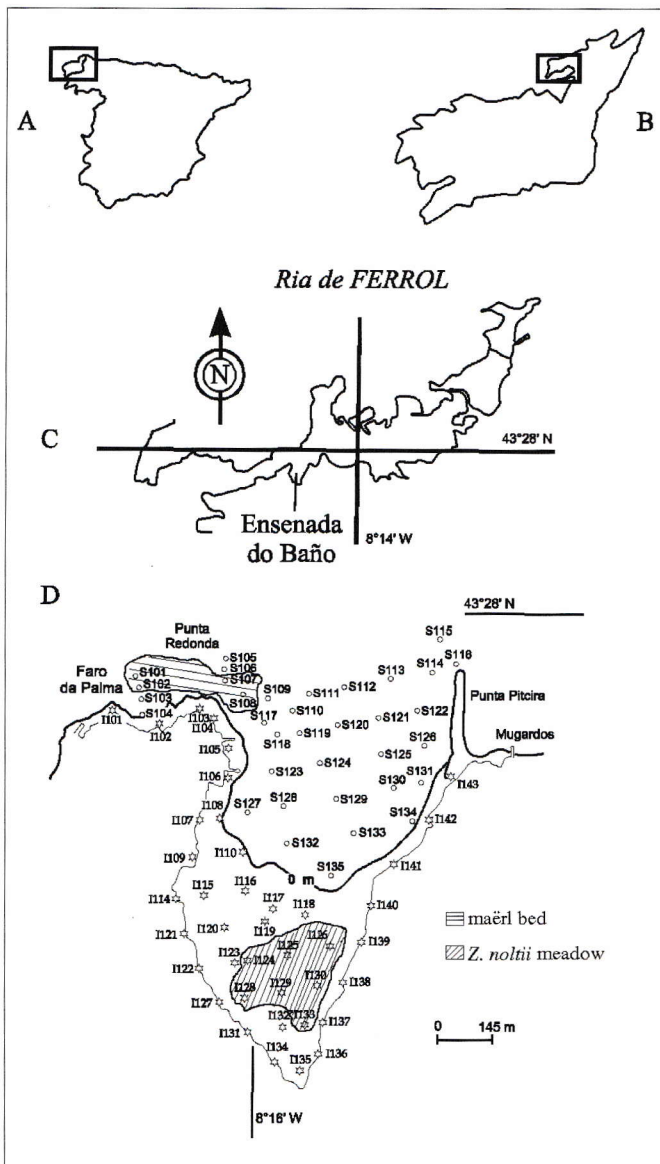 A
B
Ria de FERROL
N
C
43°28' N
Ensenada
do Baño
8°14' W
D
43°28' N
Punta
Redonda
Faro
da Palma
S115
S105
S106
S116
S101
S107
S113
S114
S102
S112
S103
S108
S109
S111
Punta Pitcira
I101
S104
I103
S110
S122
I102
I104
S117
S121
S120
Mugardos
S118
S119
I105
S126
S125
S124
I106
S123
S130
S131
I143
S128
S129
S127
I107
I108
S134
I142
S133
S132
I109
I110
I141
S135
0 m
I116
I115
I114
I117
I118
I140
maërl bed
I119
I120
I121
I126
I139
Z. noltii meadow
I125
I123
I124
I122
I130
I138
I129
I128
I127
0
145 m
I132
I133
I137
I131
I134
I136
I135
8°16' W